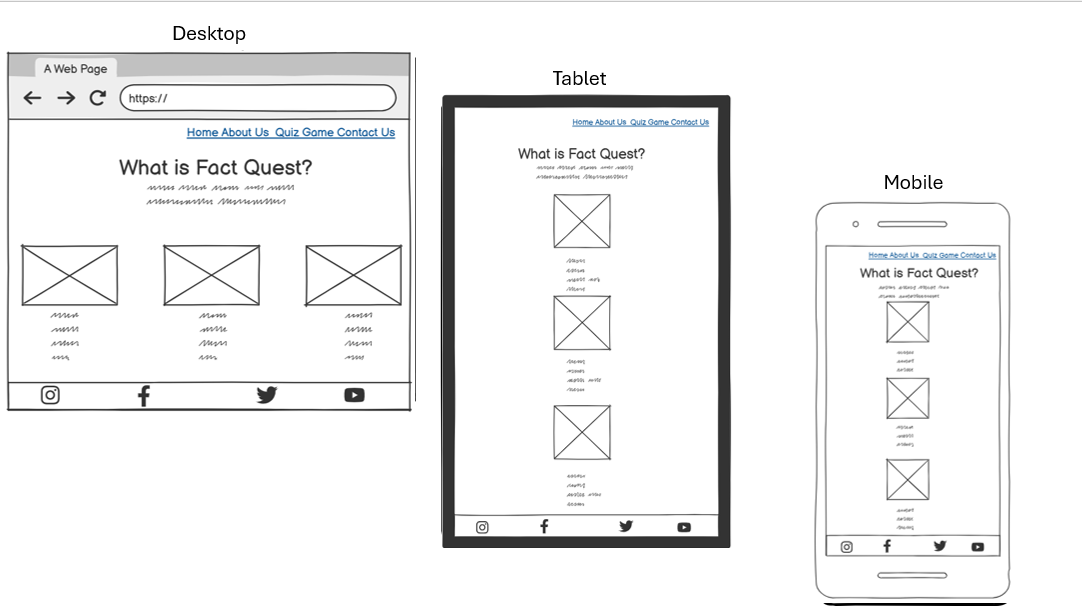 Desktop
A Web Page
https://
Home About Us Quiz Game Contact Us
What is Fact Quest?
Tablet
Home About Us Quiz Game Contact Us
What is Fact Quest?
Mobile
Home About Us Quiz Game Contact Us
What is Fact Quest?